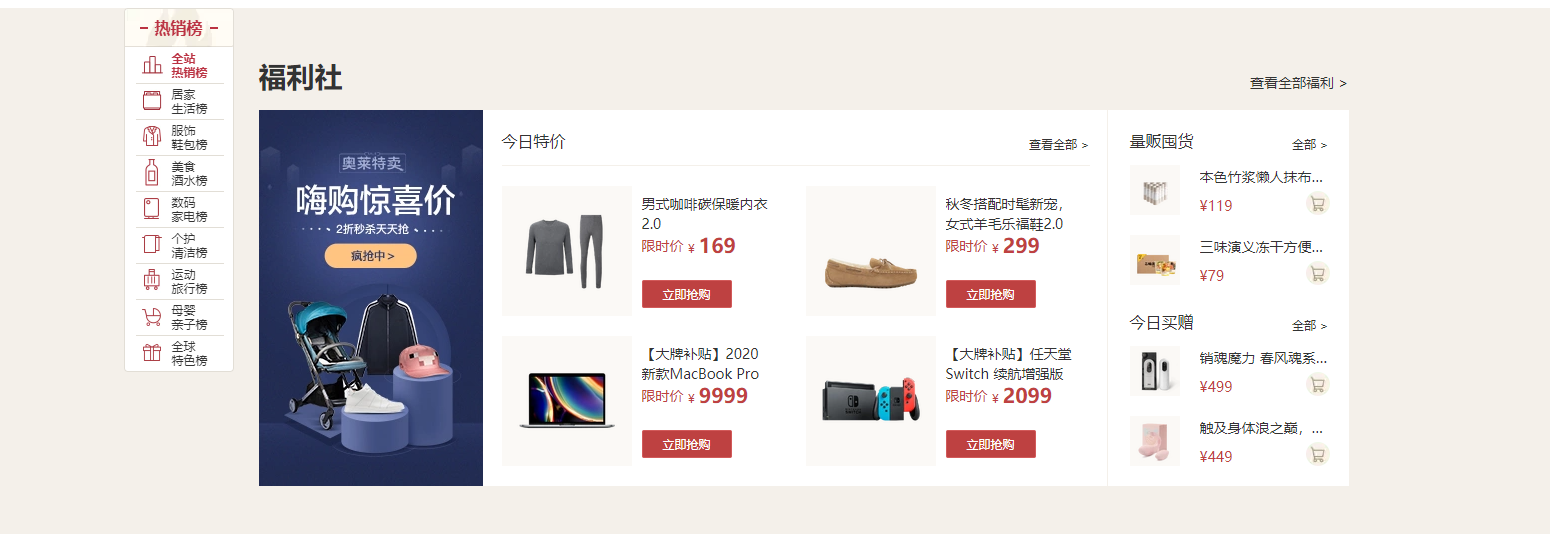 热销榜
全站
热销榜
居家
生活榜
服饰
鞋包榜
美食
酒水榜
数码
家电榜
个护
清洁榜
运动
旅行榜
母婴
亲子榜
全球
特色榜
福利社
查看全部福利 >
奥莱特卖
嗨购惊喜价
2折秒杀天天抢
疯抢中>
今日特价
查看全部 >
男式咖啡碳保暖内衣
2.0
限时价 ¥ 169
立即抢购
秋冬搭配时髦新宠，
女式羊毛乐福鞋2.0
限时价 ¥ 299
立即抢购
【大牌补贴】2020
新款MacBook Pro
限时价 ¥ 9999
立即抢购
【大牌补贴】任天堂
Switch 续航增强版
限时价 ¥ 2099
立即抢购
量贩囤货
全部 >
本色竹浆懒人抹布...
¥119
三味演义冻干方便...
¥79
今日买赠
全部 >
销魂魔力 春风魂系...
¥499
触及身体浪之巅，...
¥449